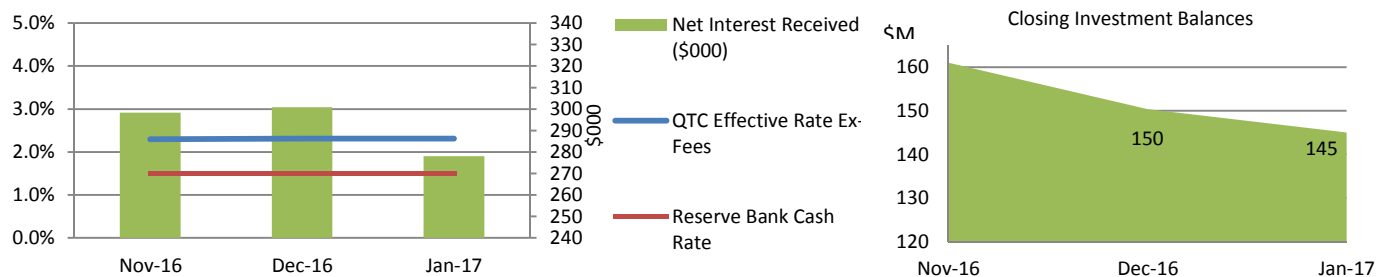 5.0%
4.0%
3.0%
2.0%
1.0%
0.0%
340
330
320
310
300
290
280
270
260
250
240
$000
Nov-16
Dec-16
Jan-17
Net Interest Received
($000)
QTC Effective Rate Ex-
Fees
Reserve Bank Cash
Rate
Closing Investment Balances
$M
160
150
140
130
120
150
145
Nov-16
Dec-16
Jan-17